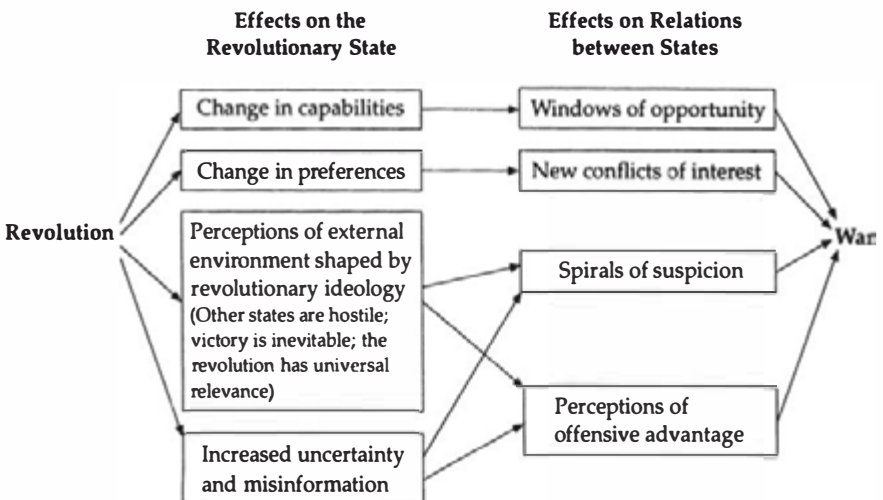 Effects on the
Revolutionary State
Effects on Relations
between States
Change in capabilities
Windows of opportunity
Change in preferences
New conflicts of interest
Revolution
Perceptions of external
environment shaped by
revolutionary ideology
(Other states are hostile;
victory is inevitable; the
revolution has universal
relevance)
Spirals of suspicion
War
Perceptions of
offensive advantage
Increased uncertainty
and misinformation